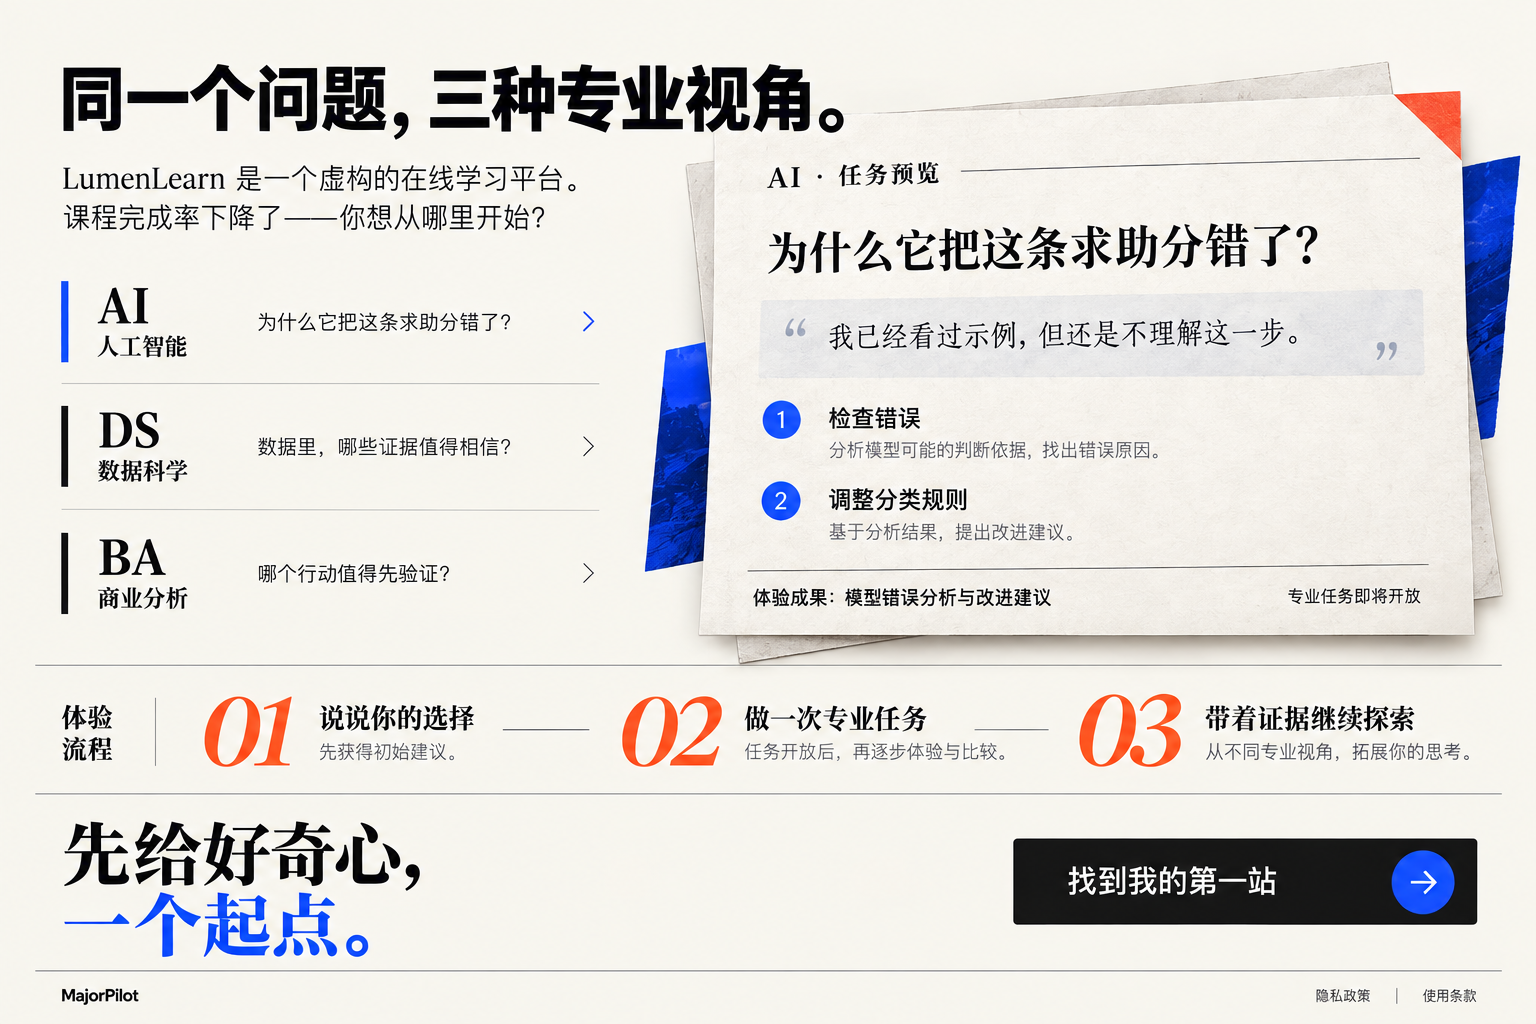 同一个问题，三种专业视角。
LumenLearn 是一个虚构的在线学习平台。
课程完成率下降了——你想从哪里开始？
AI
人工智能
为什么它把这条求助分错了？
DS
数据科学
数据里，哪些证据值得相信？
BA
商业分析
哪个行动值得先验证？
AI · 任务预览
为什么它把这条求助分错了？
“ 我已经看过示例，但还是不理解这一步。 ”
1 检查错误
分析模型可能的判断依据，找出错误原因。
2 调整分类规则
基于分析结果，提出改进建议。
体验成果：模型错误分析与改进建议
专业任务即将开放
体验
流程
01 说说你的选择
先获得初始建议。
02 做一次专业任务
任务开放后，再逐步体验与比较。
03 带着证据继续探索
从不同专业视角，拓展你的思考。
先给好奇心，
一个起点。
找到我的第一站 →
MajorPilot
隐私政策 | 使用条款